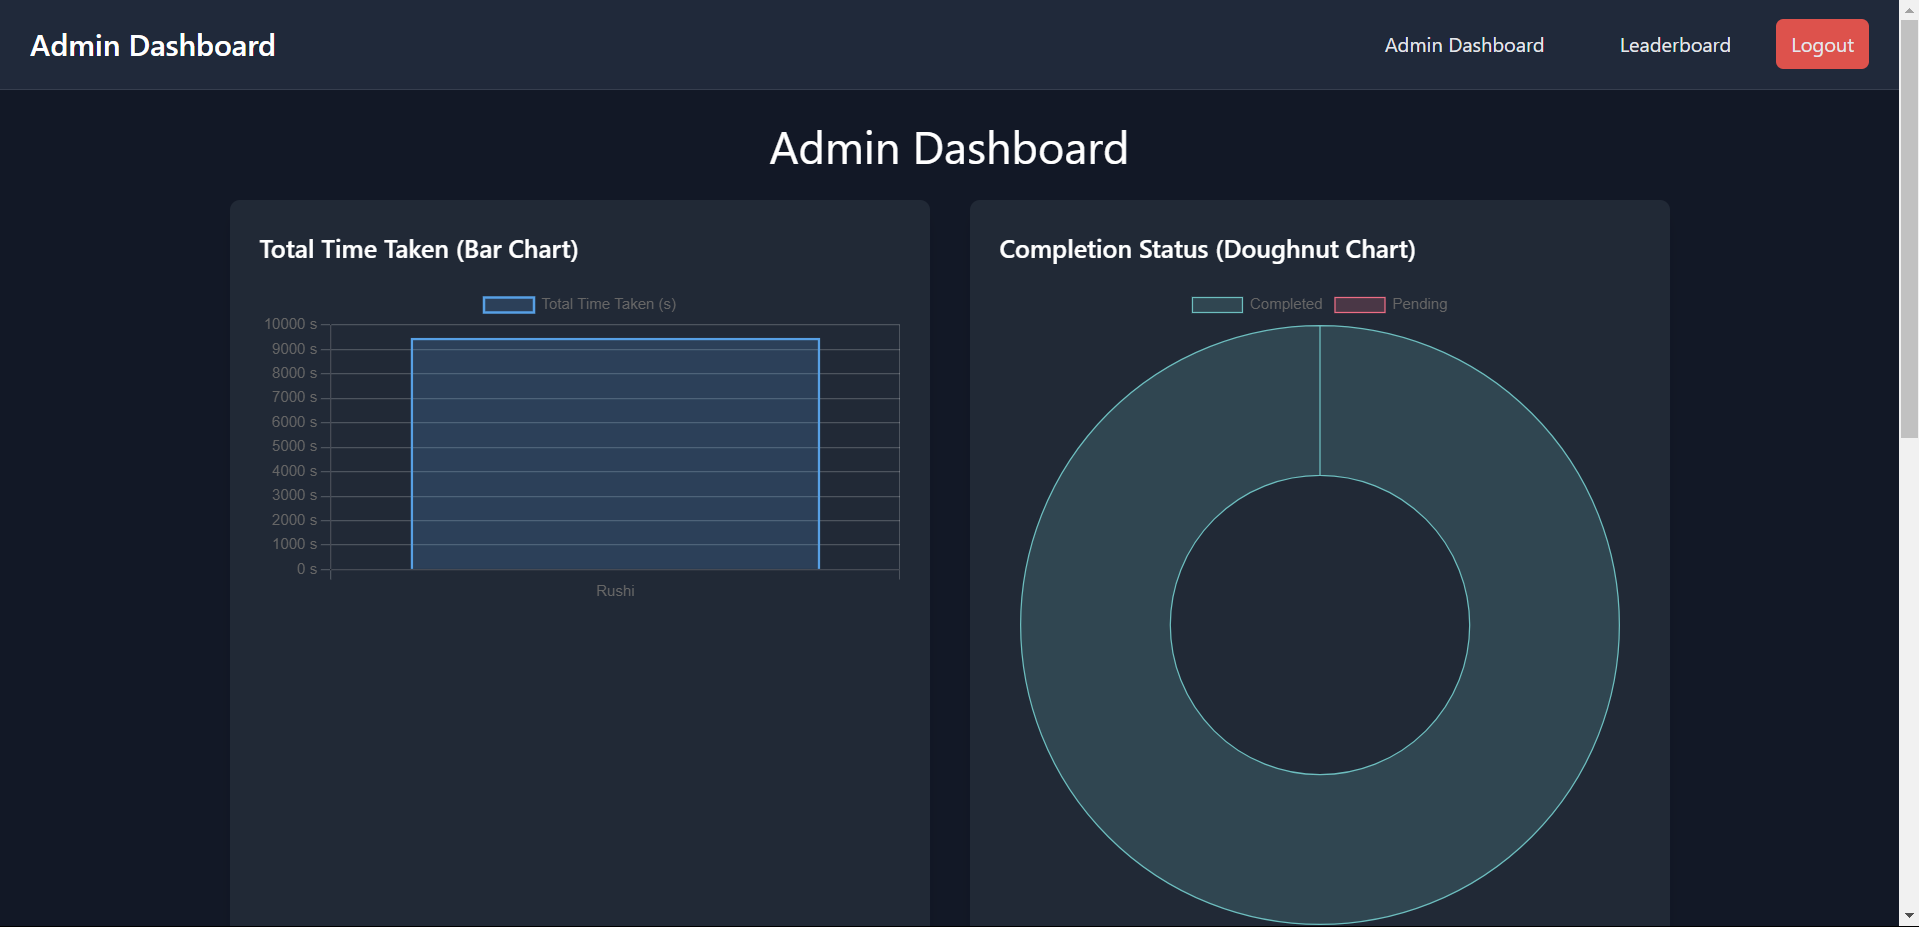 Admin Dashboard
Admin Dashboard
Leaderboard
Logout
Admin Dashboard
Total Time Taken (Bar Chart)
Total Time Taken (s)
10000 s
9000 s
8000 s
7000 s
6000 s
5000 s
4000 s
3000 s
2000 s
1000 s
0 s
Rushi
Completion Status (Doughnut Chart)
Completed
Pending